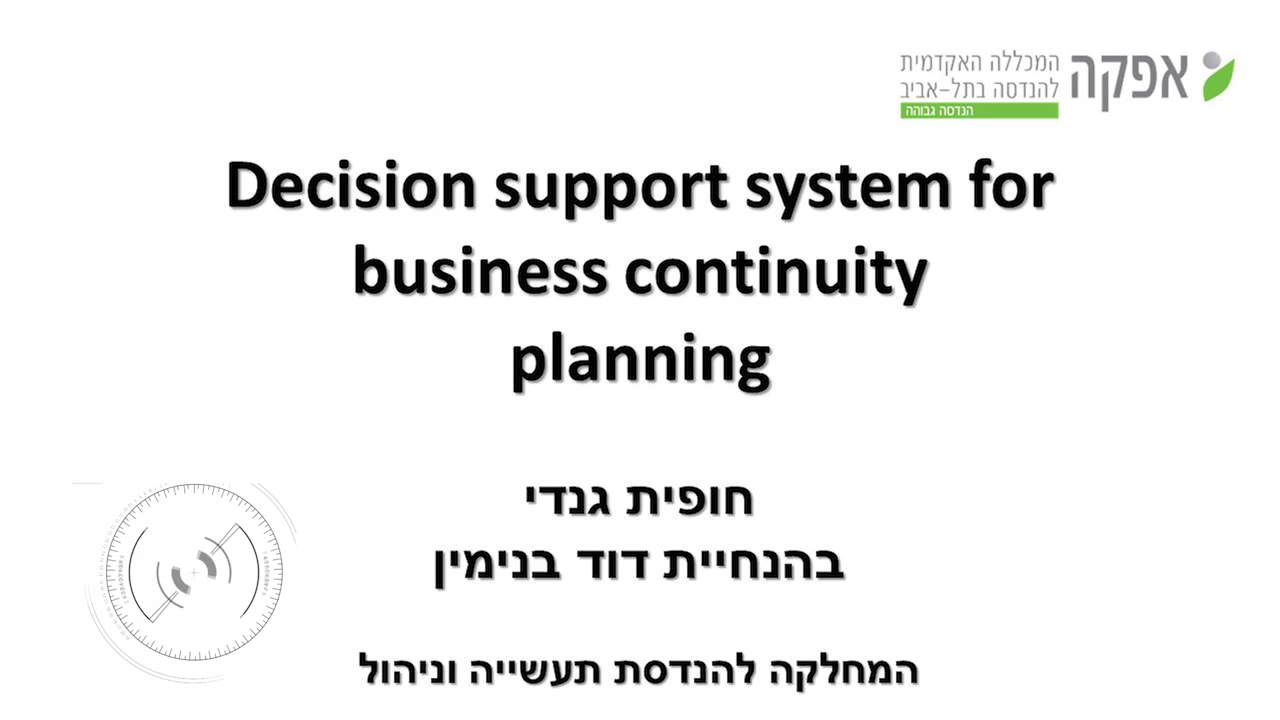 אפקה
המכללה האקדמית
להנדסה בתל-אביב
הנדסה גבוהה
Decision support system for
business continuity
planning
חופית גנדי
בהנחיית דוד בנימין
המחלקה להנדסת תעשייה וניהול